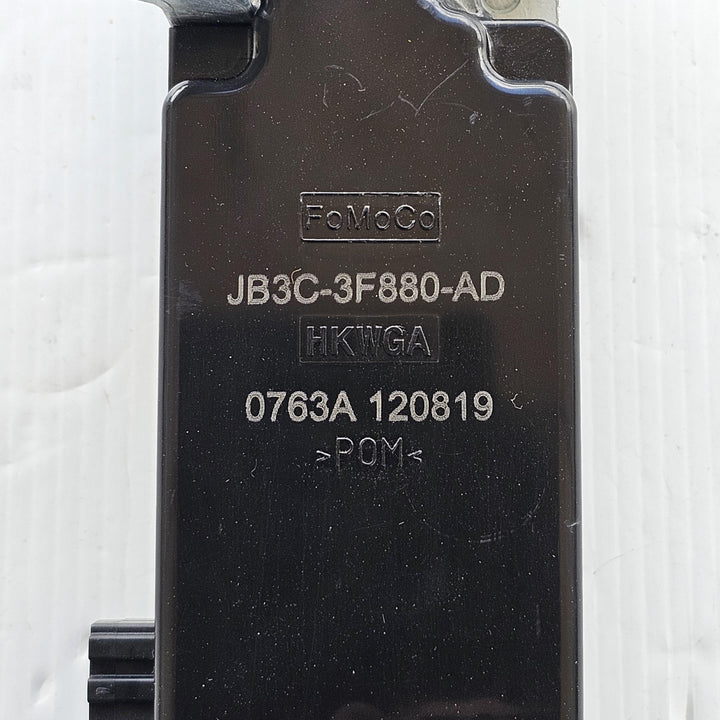 FoMoCo
JB3C-3F880-AD
HKWGA
0763A 120819
>POM<